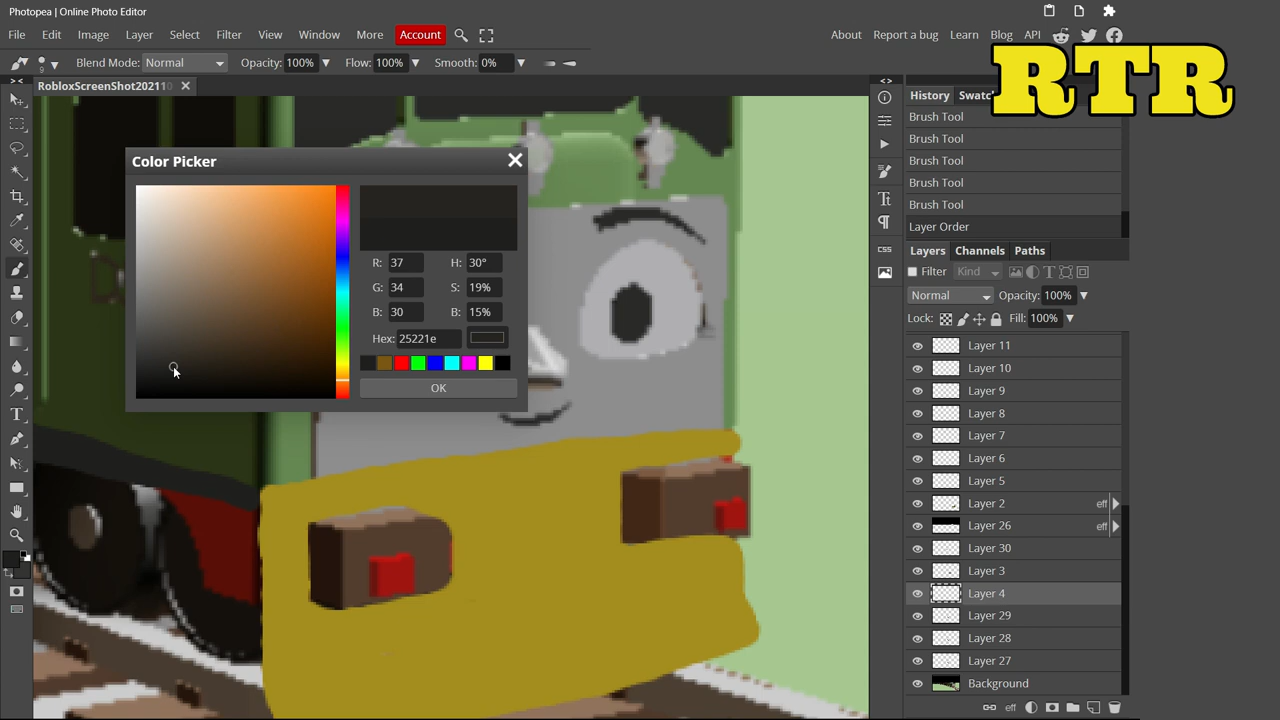 Photopea | Online Photo Editor
File Edit Image Layer Select Filter View Window More Account
About Report a bug Learn Blog API
9 Blend Mode: Normal Opacity: 100% Flow: 100% Smooth: 0%
RTR
RobloxScreenShot202110
History Swatc
Brush Tool
Brush Tool
Brush Tool
Brush Tool
Brush Tool
Layer Order
Color Picker
R: 37 H: 30°
G: 34 S: 19%
B: 30 B: 15%
Hex: 25221e
OK
Layers Channels Paths
Filter Kind
Normal Opacity: 100%
Lock: Fill: 100%
Layer 11
Layer 10
Layer 9
Layer 8
Layer 7
Layer 6
Layer 5
Layer 2 eff
Layer 26 eff
Layer 30
Layer 3
Layer 4
Layer 29
Layer 28
Layer 27
Background
eff
CSS